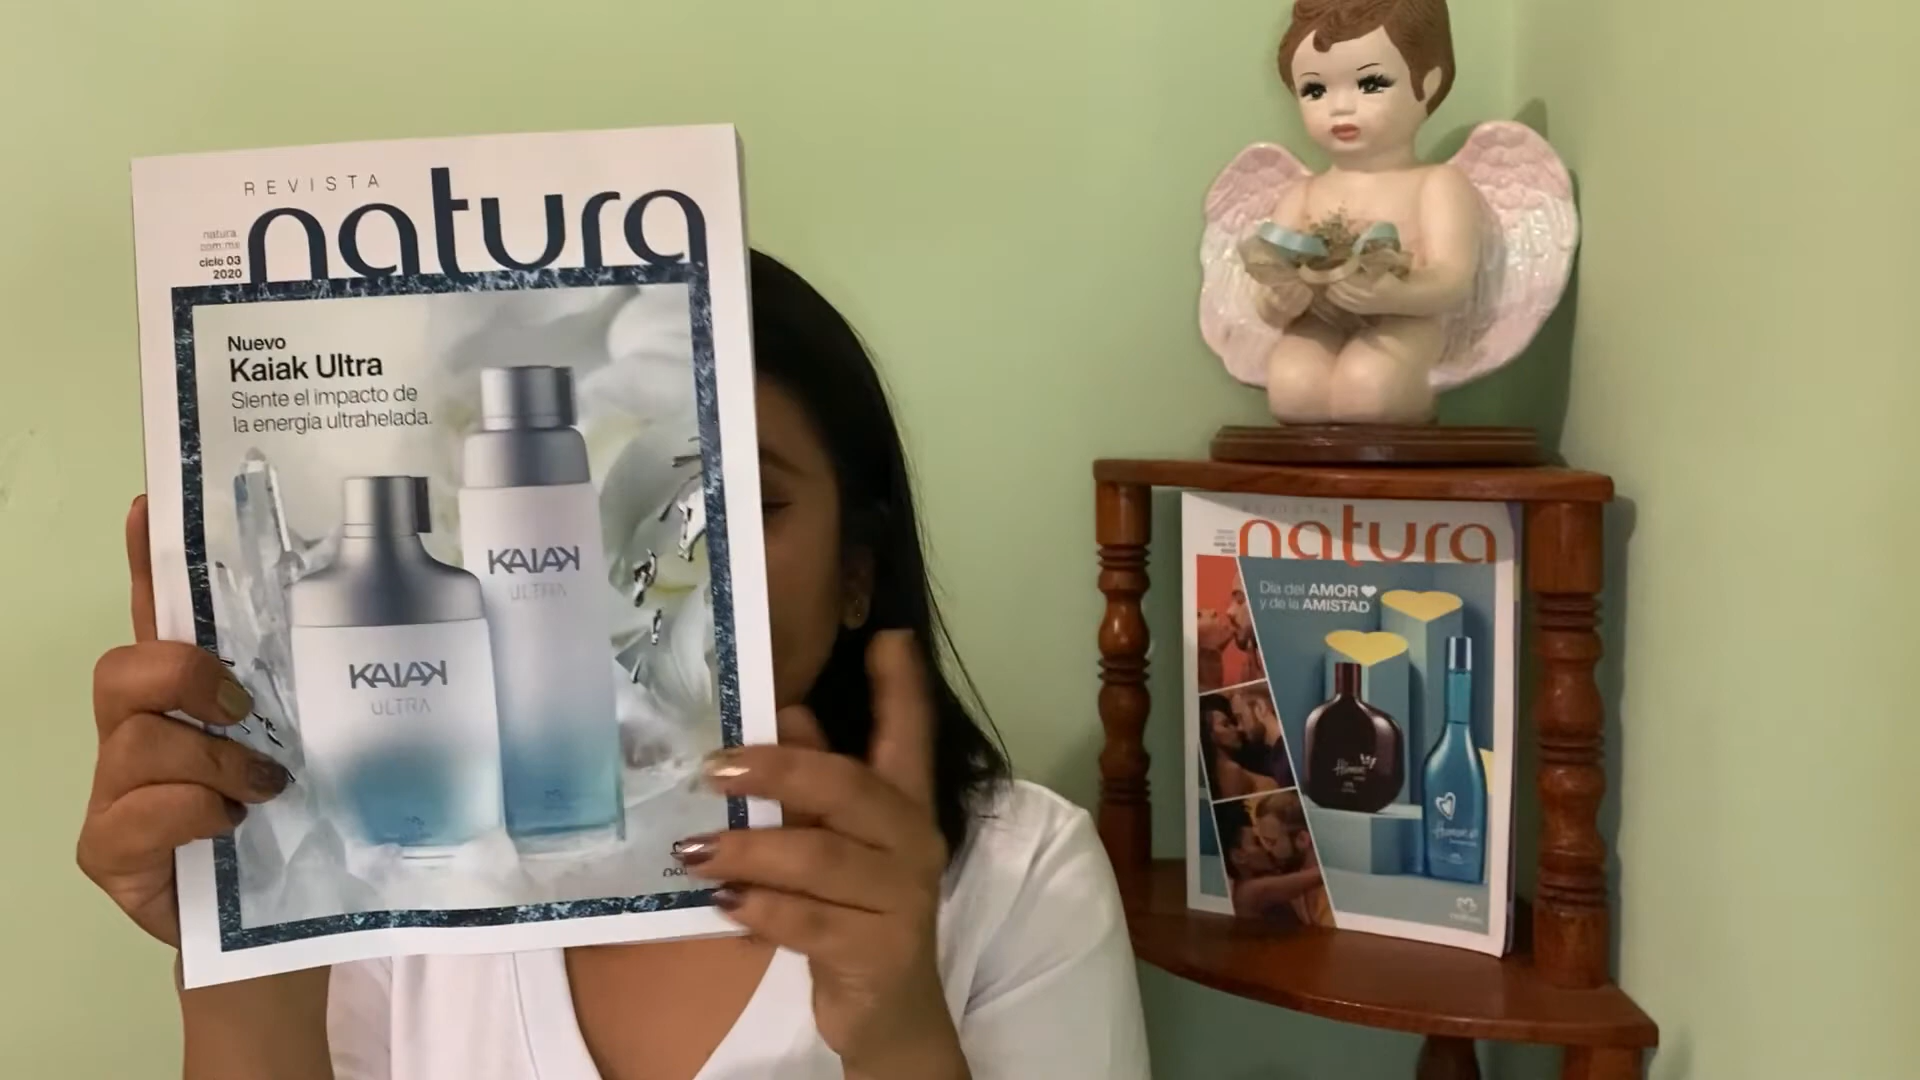 REVISTA
natura
natura.
com.mx
ciclo 03
2020
Nuevo
Kaiak Ultra
Siente el impacto de
la energía ultrahelada.
KAIAK
ULTRA
KAIAK
ULTRA
REVISTA
natura
Día del AMOR
y de la AMISTAD